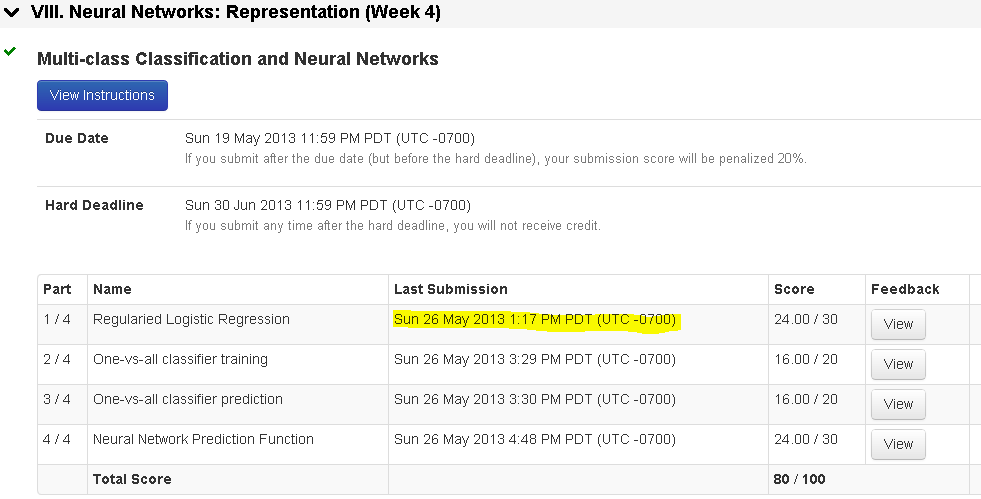 VIII. Neural Networks: Representation (Week 4)
Multi-class Classification and Neural Networks
View Instructions
Due Date Sun 19 May 2013 11:59 PM PDT (UTC -0700)
If you submit after the due date (but before the hard deadline), your submission score will be penalized 20%.
Hard Deadline Sun 30 Jun 2013 11:59 PM PDT (UTC -0700)
If you submit any time after the hard deadline, you will not receive credit.
Part Name Last Submission Score Feedback
1 / 4 Regularied Logistic Regression Sun 26 May 2013 1:17 PM PDT (UTC -0700) 24.00 / 30 View
2 / 4 One-vs-all classifier training Sun 26 May 2013 3:29 PM PDT (UTC -0700) 16.00 / 20 View
3 / 4 One-vs-all classifier prediction Sun 26 May 2013 3:30 PM PDT (UTC -0700) 16.00 / 20 View
4 / 4 Neural Network Prediction Function Sun 26 May 2013 4:48 PM PDT (UTC -0700) 24.00 / 30 View
Total Score 80 / 100